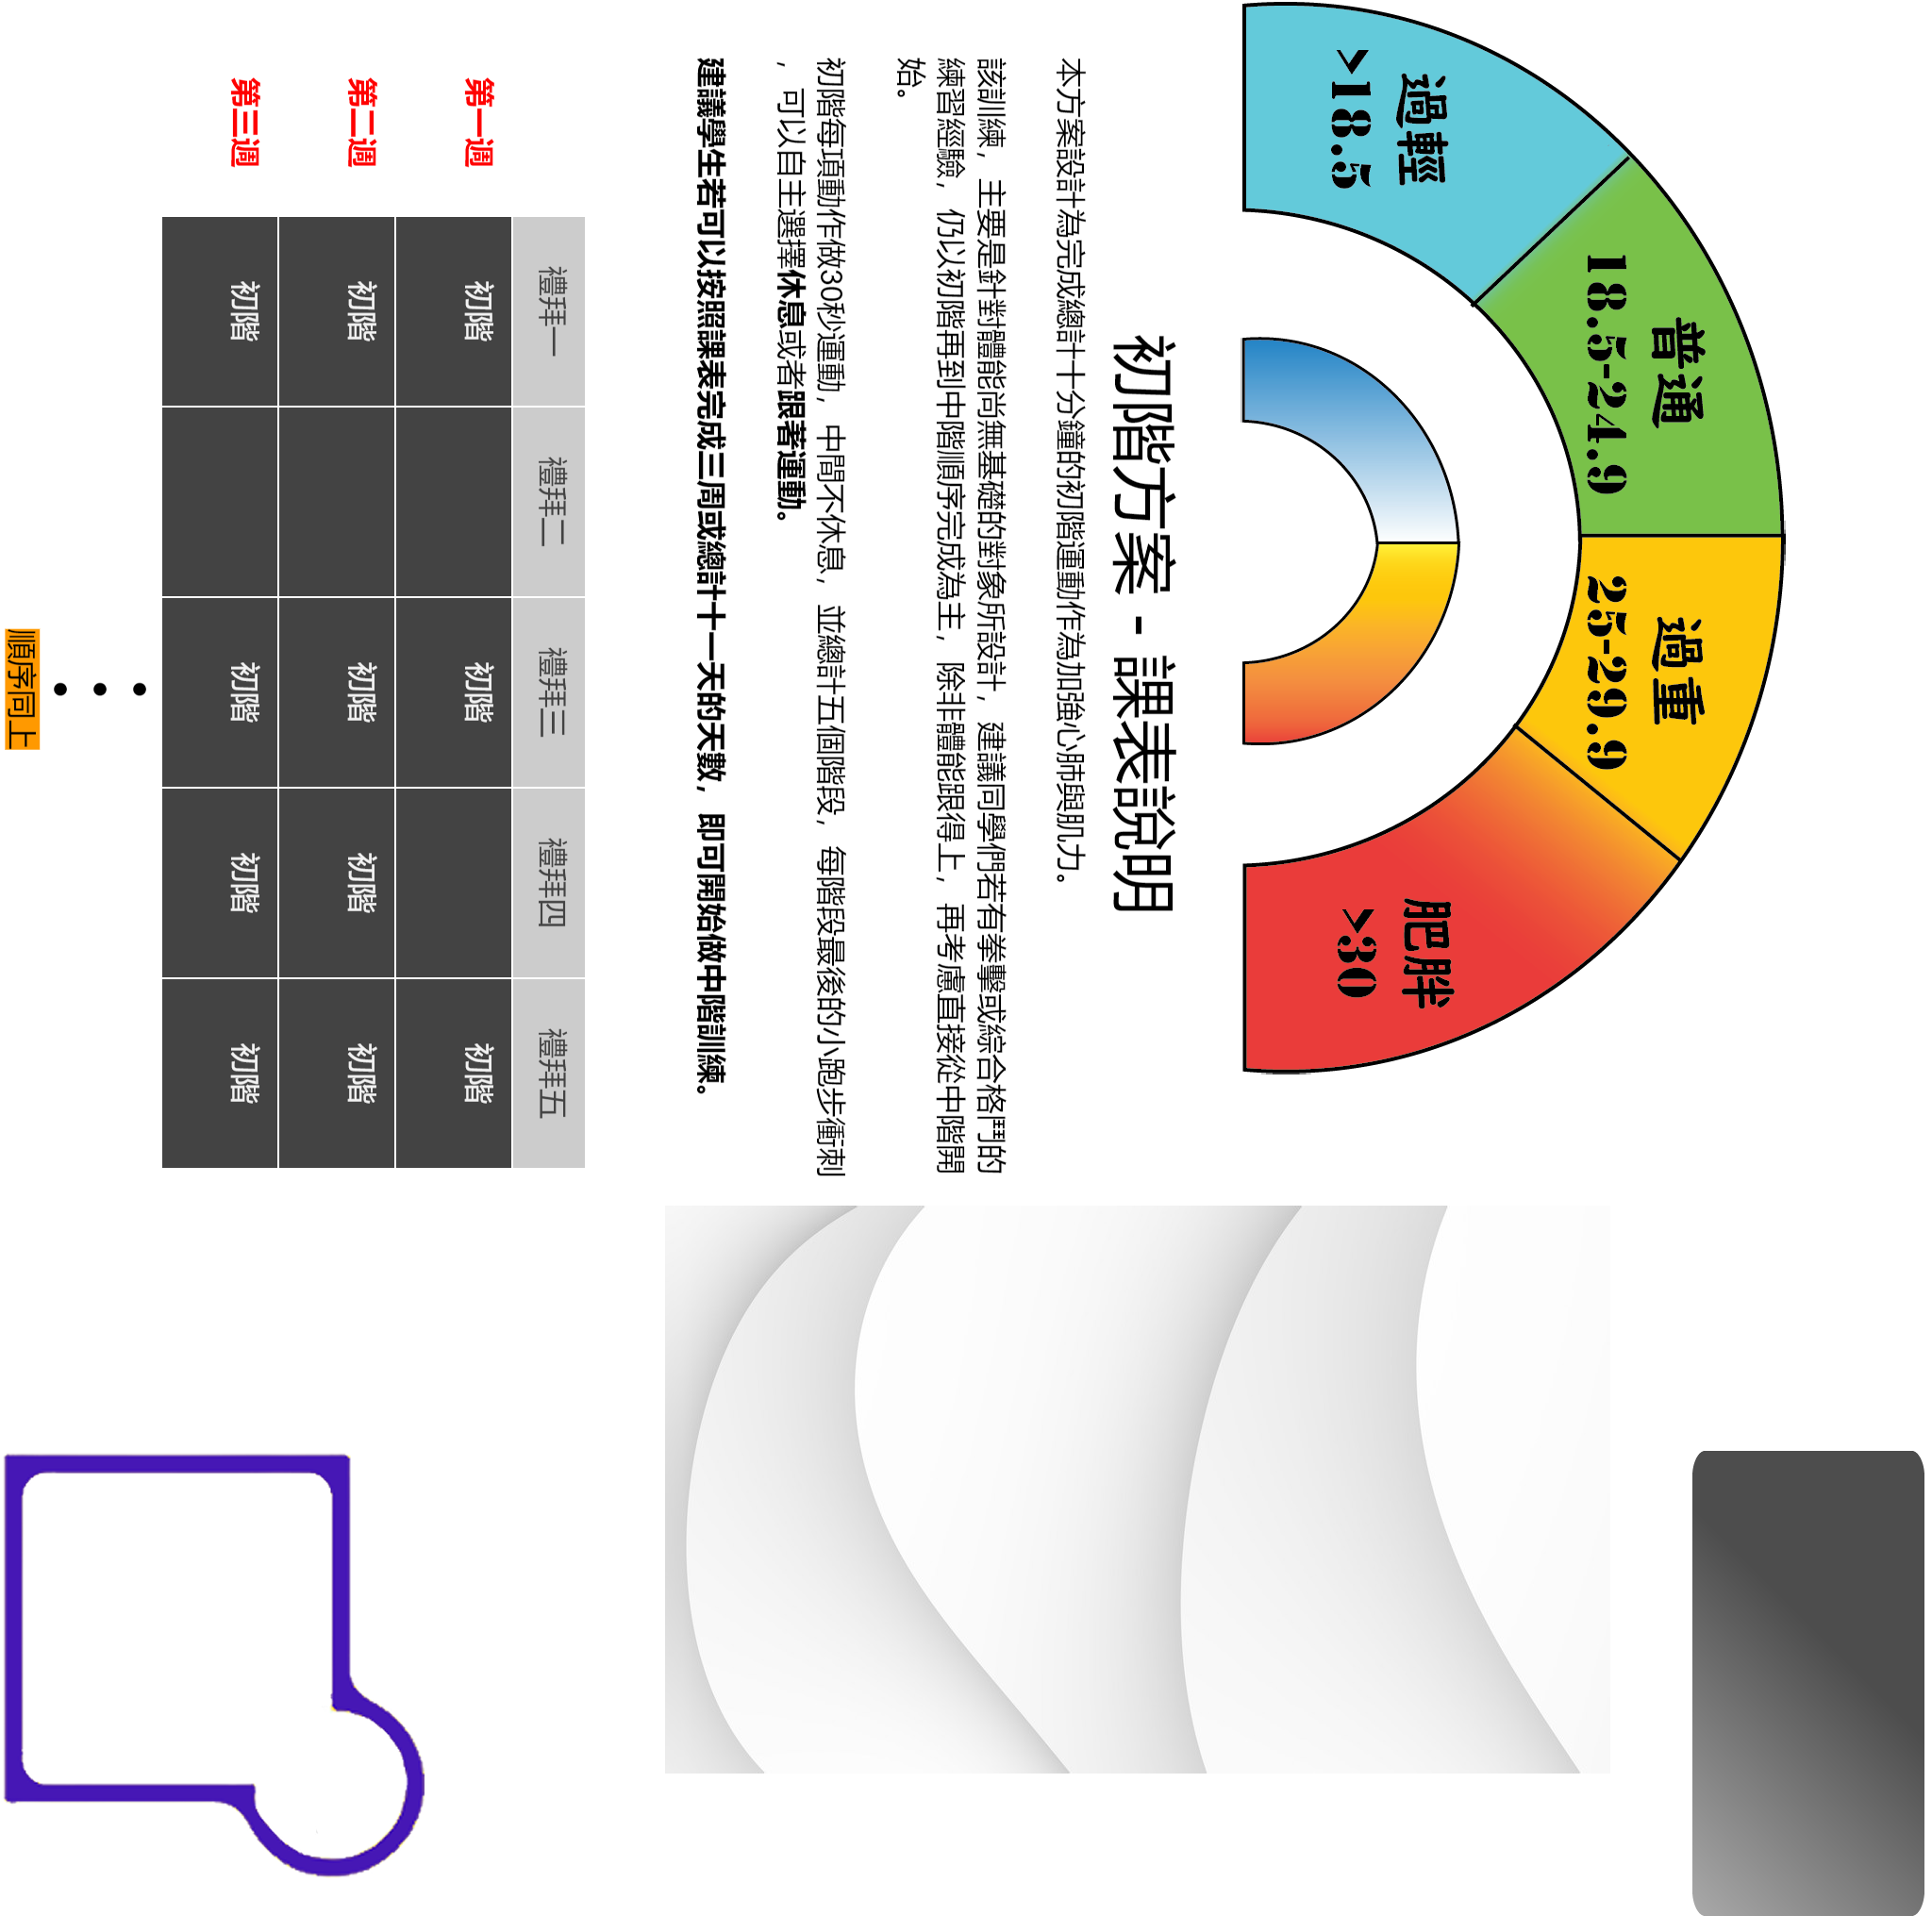 過輕
>18.5
普通
18.5-24.9
過重
25-29.9
肥胖
>30
初階方案 - 課表說明
本方案設計為完成總計十分鐘的初階運動作為加強心肺與肌力。
該訓練，主要是針對體能尚無基礎的對象所設計，建議同學們若有拳擊或綜合格鬥的
練習經驗，仍以初階再到中階順序完成為主，除非體能跟得上，再考慮直接從中階開
始。
初階每項動作做30秒運動，中間不休息，並總計五個階段，每階段最後的小跑步衝刺
，可以自主選擇休息或者跟著運動。
建議學生若可以按照課表完成三周或總計十一天的天數，即可開始做中階訓練。
禮拜一 禮拜二 禮拜三 禮拜四 禮拜五
第一週 初階 初階 初階
第二週 初階 初階 初階 初階
第三週 初階 初階 初階 初階
順序同上